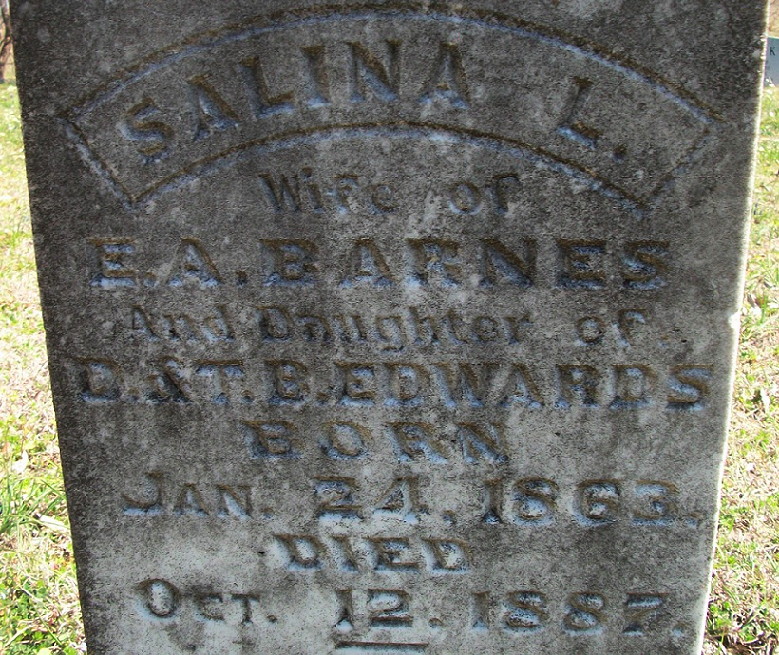 SALINA L.
Wife of
E. A. BARNES
And Daughter of
D. & T. B. EDWARDS
BORN
JAN. 24, 1863,
DIED
OCT. 12, 1887.